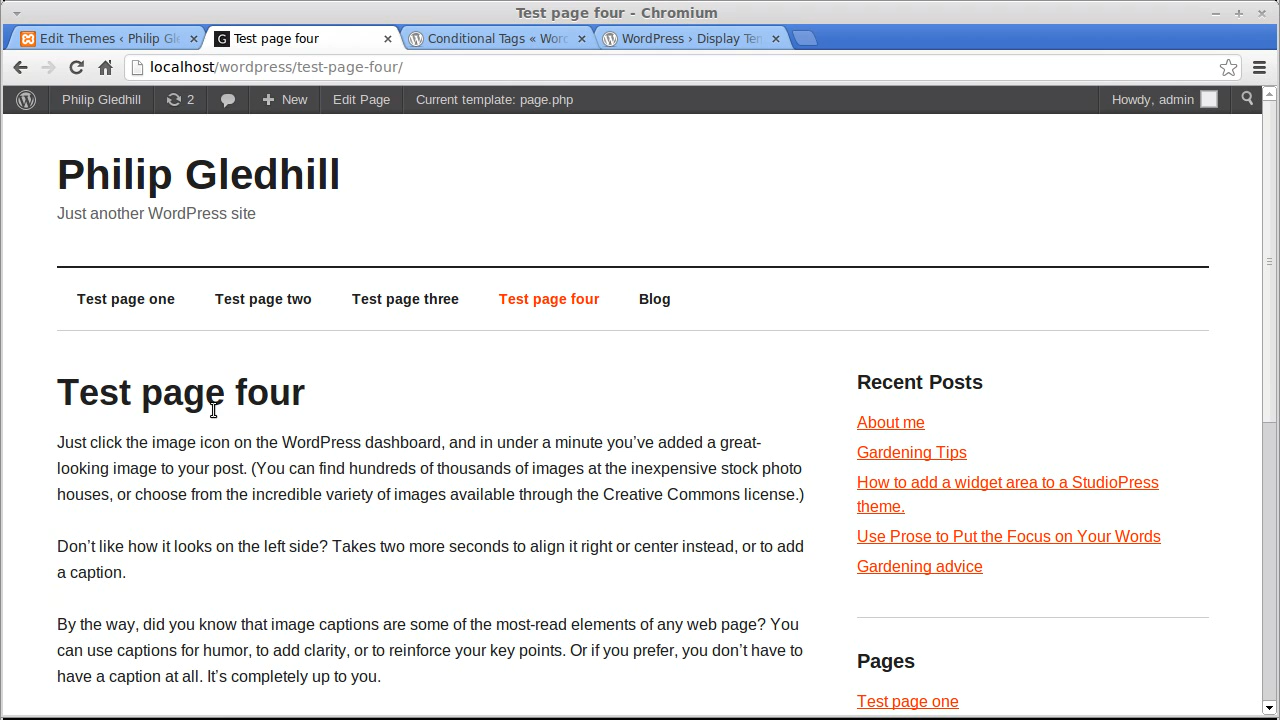 Test page four - Chromium
Edit Themes ‹ Philip Gl
Test page four
Conditional Tags « Word
WordPress › Display Tem
localhost/wordpress/test-page-four/
Philip Gledhill
2
New
Edit Page
Current template: page.php
Howdy, admin
Philip Gledhill
Just another WordPress site
Test page one
Test page two
Test page three
Test page four
Blog
Test page four
Just click the image icon on the WordPress dashboard, and in under a minute you’ve added a great-
looking image to your post. (You can find hundreds of thousands of images at the inexpensive stock photo
houses, or choose from the incredible variety of images available through the Creative Commons license.)
Don’t like how it looks on the left side? Takes two more seconds to align it right or center instead, or to add
a caption.
By the way, did you know that image captions are some of the most-read elements of any web page? You
can use captions for humor, to add clarity, or to reinforce your key points. Or if you prefer, you don’t have to
have a caption at all. It’s completely up to you.
Recent Posts
About me
Gardening Tips
How to add a widget area to a StudioPress
theme.
Use Prose to Put the Focus on Your Words
Gardening advice
Pages
Test page one